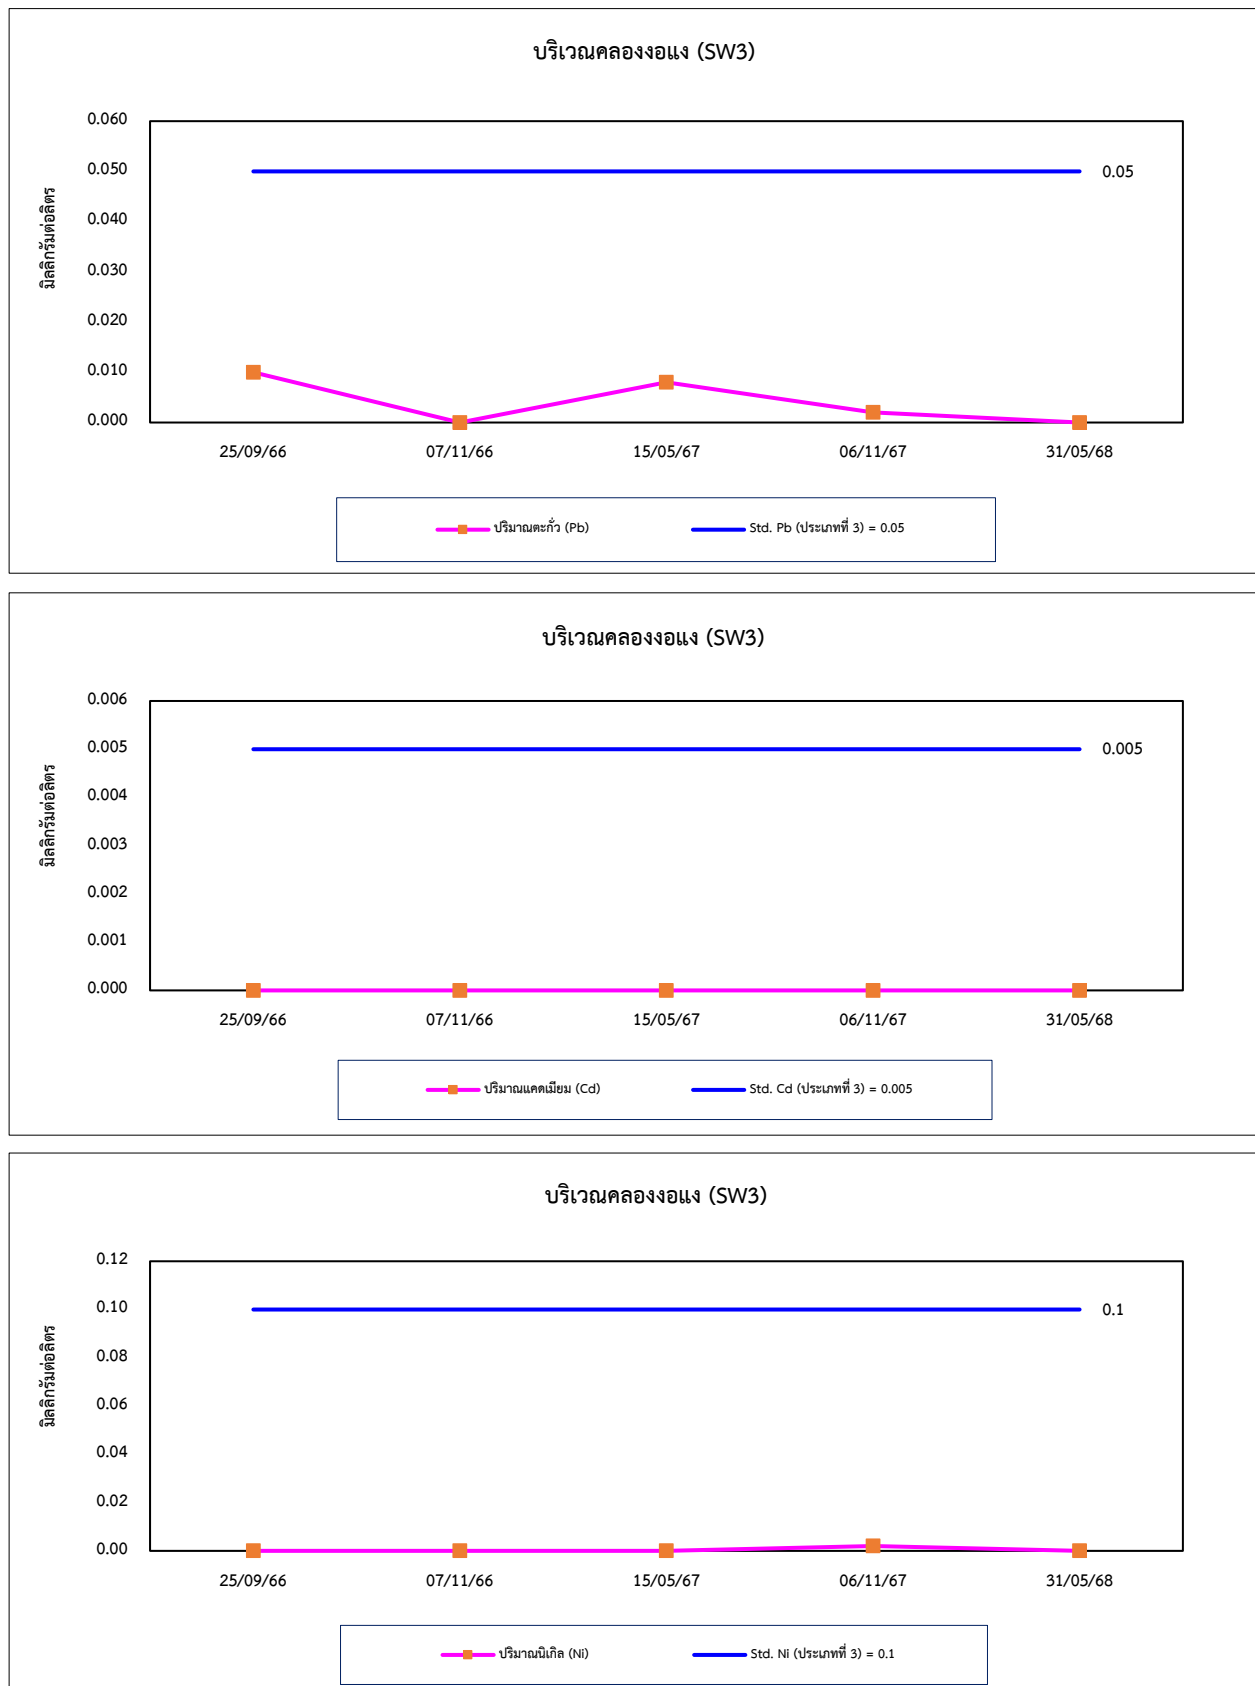 บริเวณคลองงอแง (SW3)
มิลลิกรัมต่อลิตร
0.060
0.050
0.040
0.030
0.020
0.010
0.000
0.05
25/09/66 07/11/66 15/05/67 06/11/67 31/05/68
ปริมาณตะกั่ว (Pb) Std. Pb (ประเภทที่ 3) = 0.05
บริเวณคลองงอแง (SW3)
มิลลิกรัมต่อลิตร
0.006
0.005
0.004
0.003
0.002
0.001
0.000
0.005
25/09/66 07/11/66 15/05/67 06/11/67 31/05/68
ปริมาณแคดเมียม (Cd) Std. Cd (ประเภทที่ 3) = 0.005
บริเวณคลองงอแง (SW3)
มิลลิกรัมต่อลิตร
0.12
0.10
0.08
0.06
0.04
0.02
0.00
0.1
25/09/66 07/11/66 15/05/67 06/11/67 31/05/68
ปริมาณนิเกิล (Ni) Std. Ni (ประเภทที่ 3) = 0.1